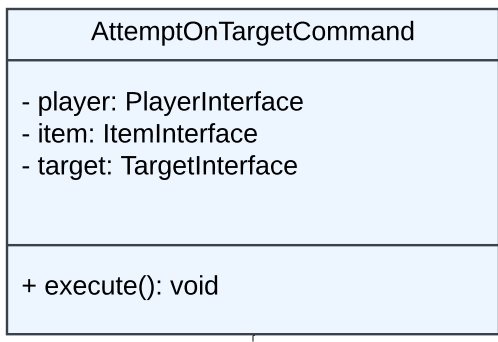 AttemptOnTargetCommand
- player: PlayerInterface
- item: ItemInterface
- target: TargetInterface
+ execute(): void